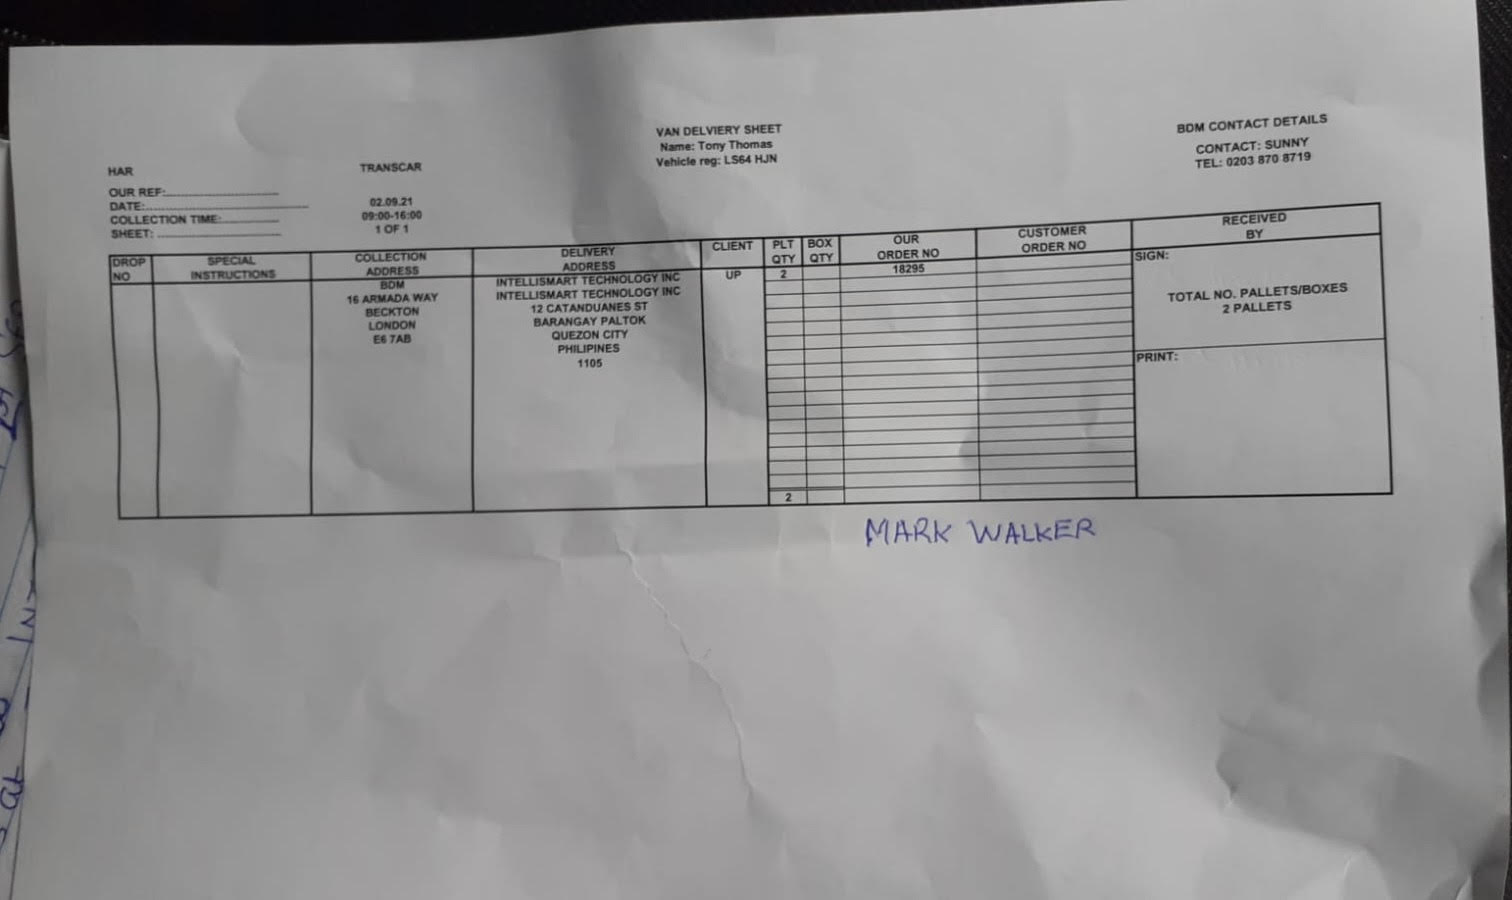 VAN DELVIERY SHEET
Name: Tony Thomas
Vehicle reg: LS64 HJN
BDM CONTACT DETAILS
CONTACT: SUNNY
TEL: 0203 870 8719
HAR
TRANSCAR
OUR REF:
DATE: 02.09.21
COLLECTION TIME: 09:00-16:00
SHEET: 1 OF 1
DROP NO
SPECIAL INSTRUCTIONS
COLLECTION ADDRESS
DELIVERY ADDRESS
CLIENT
PLT QTY
BOX QTY
OUR ORDER NO
CUSTOMER ORDER NO
RECEIVED BY
BDM
16 ARMADA WAY
BECKTON
LONDON
E6 7AB
INTELLISMART TECHNOLOGY INC
INTELLISMART TECHNOLOGY INC
12 CATANDUANES ST
BARANGAY PALTOK
QUEZON CITY
PHILIPINES
1105
UP
2
18295
SIGN:
TOTAL NO. PALLETS/BOXES
2 PALLETS
PRINT:
2
MARK WALKER